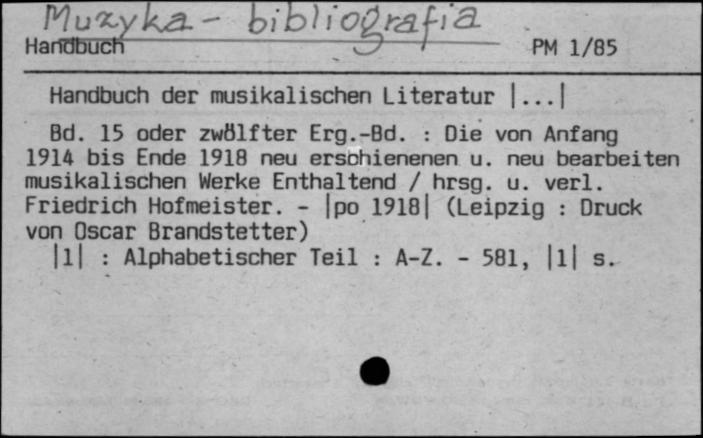 Muzyka - bibliografia
Handbuch PM 1/85
Handbuch der musikalischen Literatur |...|
Bd. 15 oder zwölfter Erg.-Bd. : Die von Anfang
1914 bis Ende 1918 neu ersbhienenen u. neu bearbeiten
musikalischen Werke Enthaltend / hrsg. u. verl.
Friedrich Hofmeister. - |po 1918| (Leipzig : Druck
von Oscar Brandstetter)
|1| : Alphabetischer Teil : A-Z. - 581, |1| s.